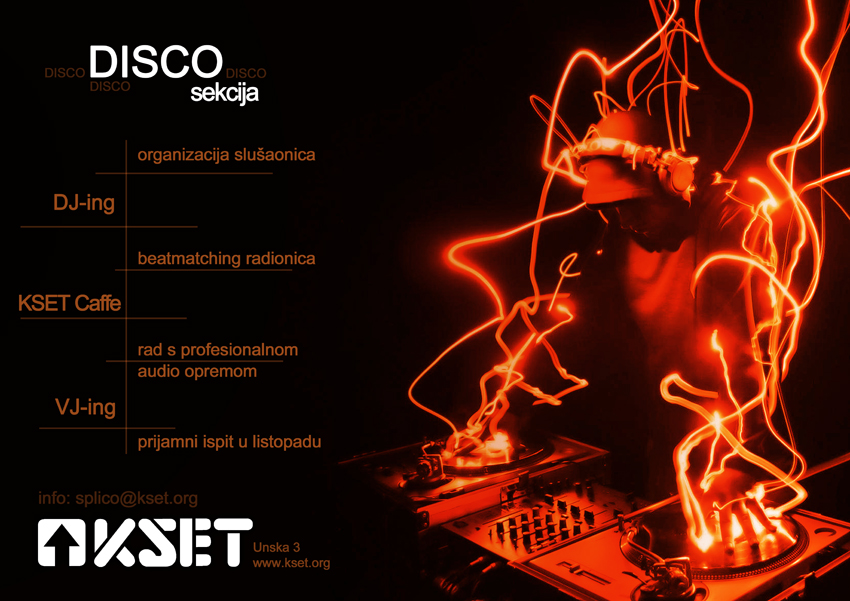 DISCO DISCO DISCO
DISCO
sekcija
organizacija slušaonica
DJ-ing
beatmatching radionica
KSET Caffe
rad s profesionalnom
audio opremom
VJ-ing
prijamni ispit u listopadu
info: splico@kset.org
KSET
Unska 3
www.kset.org